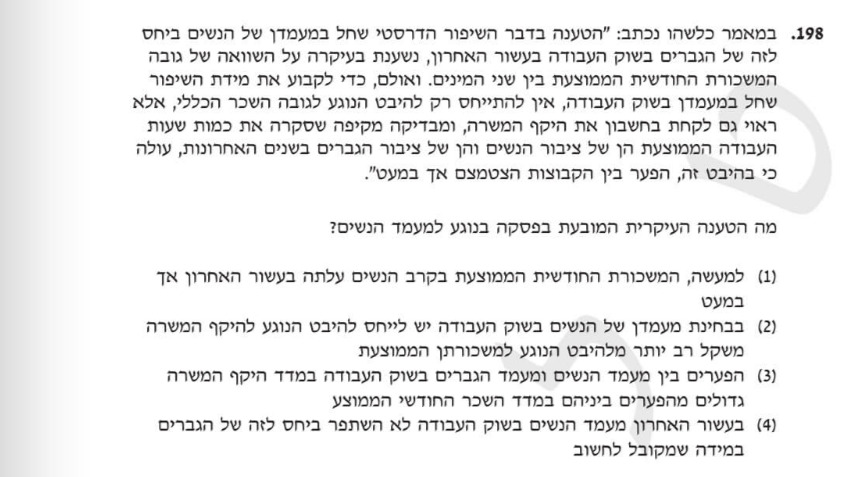 198. במאמר כלשהו נכתב: "הטענה בדבר השיפור הדרסטי שחל במעמדן של הנשים ביחס
לזה של הגברים בשוק העבודה בעשור האחרון, נשענת בעיקרה על השוואה של גובה
המשכורת החודשית הממוצעת בין שני המינים. ואולם, כדי לקבוע את מידת השיפור
שחל במעמדן בשוק העבודה, אין להתייחס רק להיבט הנוגע לגובה השכר הכללי, אלא
ראוי גם לקחת בחשבון את היקף המשרה, ומבדיקה מקיפה שסקרה את כמות שעות
העבודה הממוצעת הן של ציבור הנשים והן של ציבור הגברים בשנים האחרונות, עולה
כי בהיבט זה, הפער בין הקבוצות הצטמצם אך במעט".
מה הטענה העיקרית המובעת בפסקה בנוגע למעמד הנשים?
(1) למעשה, המשכורת החודשית הממוצעת בקרב הנשים עלתה בעשור האחרון אך
במעט
(2) בבחינת מעמדן של הנשים בשוק העבודה יש לייחס להיבט הנוגע להיקף המשרה
משקל רב יותר מלהיבט הנוגע למשכורתן הממוצעת
(3) הפערים בין מעמד הנשים ומעמד הגברים בשוק העבודה במדד היקף המשרה
גדולים מהפערים ביניהם במדד השכר החודשי הממוצע
(4) בעשור האחרון מעמד הנשים בשוק העבודה לא השתפר ביחס לזה של הגברים
במידה שמקובל לחשוב